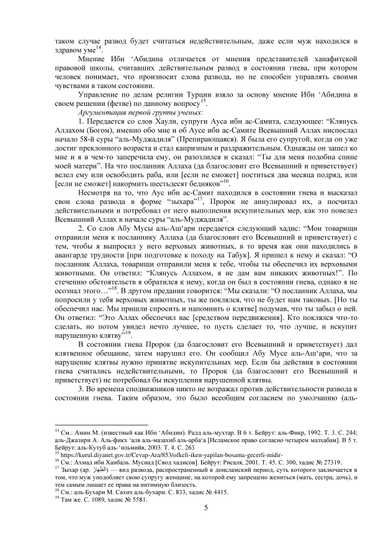 таком случае развод будет считаться недействительным, даже если муж находился в
здравом уме¹⁴.
Мнение Ибн ‘Абидина отличается от мнения представителей ханафитской
правовой школы, считавших действительным развод в состоянии гнева, при котором
человек понимает, что произносит слова развода, но не способен управлять своими
чувствами в таком состоянии.
Управление по делам религии Турции взяло за основу мнение Ибн ‘Абидина в
своем решении (фетве) по данному вопросу¹⁵.
Аргументация первой группы ученых:
1. Передается со слов Хаули, супруги Ауса ибн ас-Самита, следующее: “Клянусь
Аллахом (Богом), именно обо мне и об Аусе ибн ас-Самите Всевышний Аллах ниспослал
начало 58-й суры “аль-Муджадиля” (Препирающаяся). Я была его супругой, когда он уже
достиг преклонного возраста и стал капризным и раздражительным. Однажды он зашел ко
мне и я в чем-то заперечила ему, он разозлился и сказал: “Ты для меня подобна спине
моей матери”. На что посланник Аллаха (да благословит его Всевышний и приветствует)
велел ему или освободить раба, или [если не сможет] поститься два месяца подряд, или
[если не сможет] накормить шестьдесят бедняков”¹⁶.
Несмотря на то, что Аус ибн ас-Самит находился в состоянии гнева и высказал
свои слова развода в форме “зыхара”¹⁷. Пророк не аннулировал их, а посчитал
действительными и потребовал от него выполнения искупительных мер, как это повелел
Всевышний Аллах в начале суры “аль-Муджадиля”.
2. Со слов Абу Мусы аль-Аш‘ари передается следующий хадис: “Мои товарищи
отправили меня к посланнику Аллаха (да благословит его Всевышний и приветствует) с
тем, чтобы я выпросил у него верховых животных, в то время как они находились в
авангарде трудности [при подготовке к походу на Табук]. Я пришел к нему и сказал: “О
посланник Аллаха, товарищи отправили меня к тебе, чтобы ты обеспечил их верховыми
животными. Он ответил: “Клянусь Аллахом, я не дам вам никаких животных!”. По
стечению обстоятельств я обратился к нему, когда он был в состоянии гнева, однако я не
осознал этого…”¹⁸. В другом предании говорится: “Мы сказали: “О посланник Аллаха, мы
попросили у тебя верховых животных, ты же поклялся, что не будет нам таковых. [Но ты
обеспечил нас. Мы пришли спросить и напомнить о клятве] подумав, что ты забыл о ней.
Он ответил: “Это Аллах обеспечил вас [средством передвижения]. Кто поклялся что-то
сделать, но потом увидел нечто лучшее, то пусть сделает то, что лучше, и искупит
нарушенную клятву”¹⁹.
В состоянии гнева Пророк (да благословит его Всевышний и приветствует) дал
клятвенное обещание, затем нарушил его. Он сообщил Абу Мусе аль-Аш‘ари, что за
нарушение клятвы нужно принятие искупительных мер. Если бы действия в состоянии
гнева считались недействительными, то Пророк (да благословит его Всевышний и
приветствует) не потребовал бы искупления нарушенной клятвы.
3. Во времена сподвижников никто не возражал против действительности развода в
состоянии гнева. Таким образом, это было всеобщим согласием по умолчанию (аль-
¹⁴ См.: Амин М. (известный как Ибн ‘Абидин). Радд аль-мухтар. В 6 т. Бейрут: аль-Фикр, 1992. Т. 3. С. 244;
аль-Джазири А. Аль-фикх ‘аля аль-мазахиб аль-арба‘а [Исламское право согласно четырем мазхабам]. В 5 т.
Бейрут: аль-Кутуб аль-‘ильмийя, 2003. Т. 4. С. 263.
¹⁵ https://kurul.diyanet.gov.tr/Cevap-Ara/853/ofkeli-iken-yapilan-bosama-gecerli-midir-
¹⁶ См.: Ахмад ибн Ханбаль. Муснад [Свод хадисов]. Бейрут: Рисаля, 2001. Т. 45. С. 300, хадис № 27319.
¹⁷ Зыхар (ар. الظِّهَارُ) — вид развода, распространенный в доисламский период, суть которого заключается в
том, что муж уподобляет свою супругу женщине, на которой ему запрещено жениться (мать, сестра, дочь), и
тем самым лишает ее права на интимную близость.
¹⁸ См.: аль-Бухари М. Сахих аль-бухари. С. 833, хадис № 4415.
¹⁹ Там же. С. 1089, хадис № 5581.
5